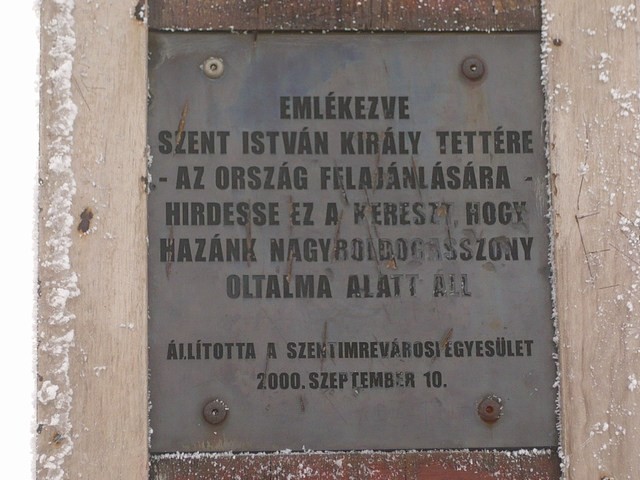 EMLÉKEZVE
SZENT ISTVÁN KIRÁLY TETTÉRE
- AZ ORSZÁG FELAJÁNLÁSÁRA -
HIRDESSE EZ A KERESZT, HOGY
HAZÁNK NAGYBOLDOGASSZONY
OLTALMA ALATT ÁLL
ÁLLÍTOTTA A SZENTIMREVÁROSI EGYESÜLET
2000. SZEPTEMBER 10.